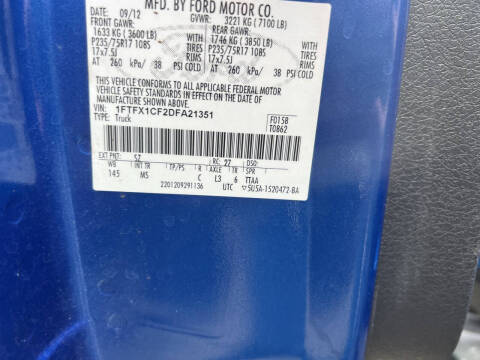 MFD. BY FORD MOTOR CO.
DATE: 09/12 GVWR: 3221 KG (7100 LB)
FRONT GAWR: REAR GAWR:
1633 KG (3600 LB) 1746 KG (3850 LB)
P235/75R17 108S WITH TIRES P235/75R17 108S WITH TIRES
17x7.5J RIMS 17x7.5J RIMS
AT 260 kPa/ 38 PSI COLD AT 260 kPa/ 38 PSI COLD
THIS VEHICLE CONFORMS TO ALL APPLICABLE FEDERAL MOTOR
VEHICLE SAFETY STANDARDS IN EFFECT ON THE DATE OF
MANUFACTURE SHOWN ABOVE.
VIN: 1FTFX1CF2DFA21351 F0158
TYPE: Truck T0862
EXT PNT: SZ RC: 27 DSO:
WB INT TR TP/PS R AXLE TR SPR
145 MS C L3 6 TTAA
2201209291136 UTC 5U5A-1520472-BA